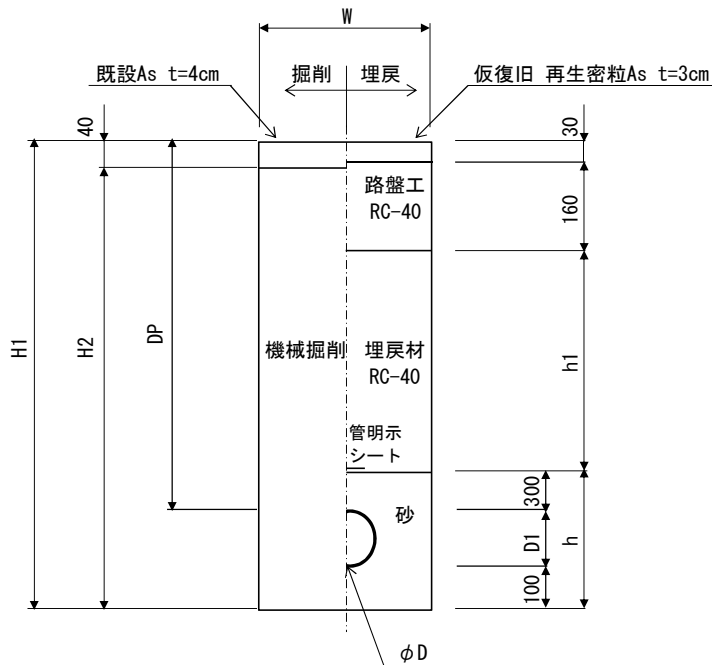 W
既設As t=4cm
掘削
埋戻
仮復旧 再生密粒As t=3cm
40
30
路盤工
RC-40
160
H1
H2
DP
機械掘削
埋戻材
RC-40
h1
管明示
シート
300
砂
D1
h
100
φD